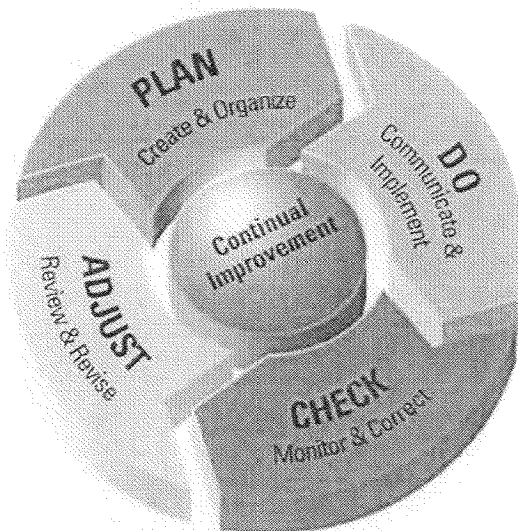 PLAN
Create & Organize
DO
Communicate &
Implement
CHECK
Monitor & Correct
ADJUST
Review & Revise
Continual
Improvement